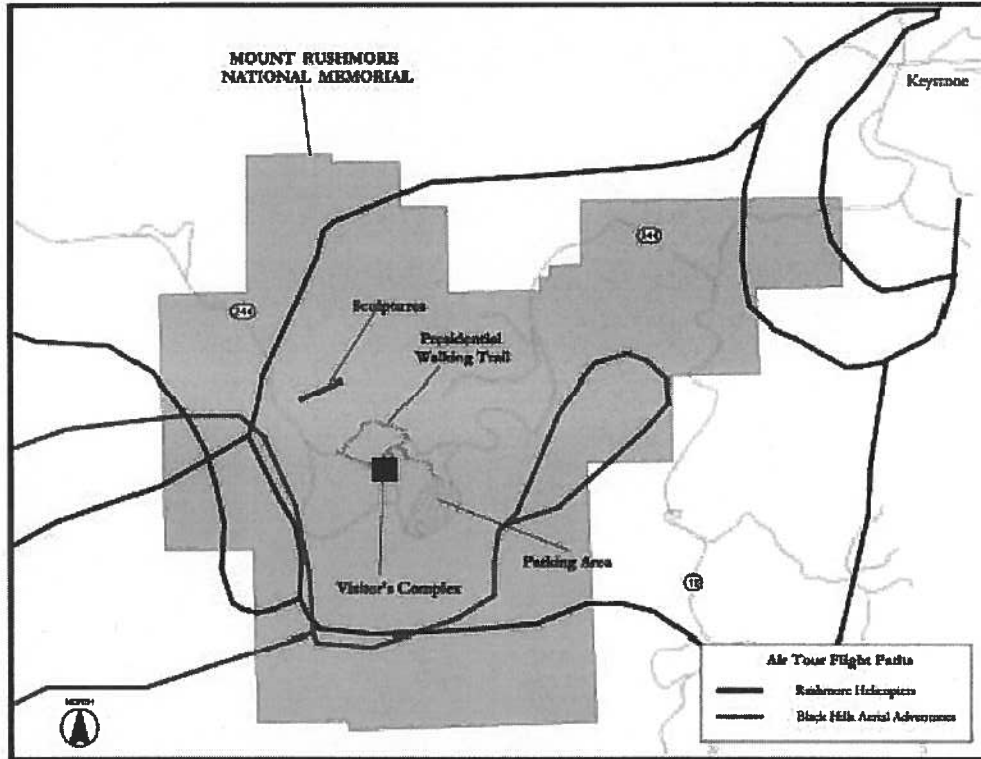 MOUNT RUSHMORE
NATIONAL MEMORIAL
Keystone
244
244
Sculptures
Presidential
Walking Trail
Parking Area
Visitor's Complex
NORTH
Air Tour Flight Paths
Rushmore Helicopters
Black Hills Aerial Adventures